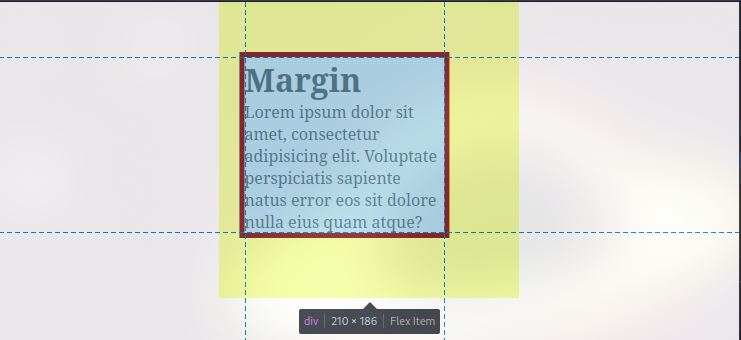 Margin
Lorem ipsum dolor sit
amet, consectetur
adipisicing elit. Voluptate
perspiciatis sapiente
natus error eos sit dolore
nulla eius quam atque?
div | 210 × 186 | Flex Item